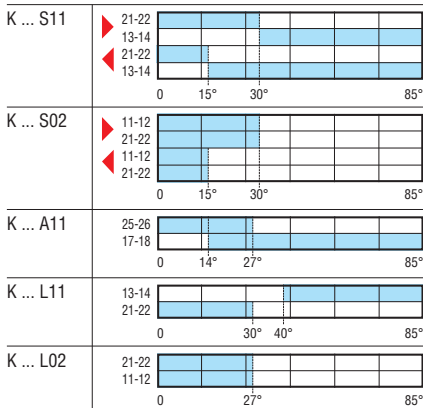 K ... S11
21-22
13-14
21-22
13-14
0 15° 30° 85°
K ... S02
11-12
21-22
11-12
21-22
0 15° 30° 85°
K ... A11
25-26
17-18
0 14° 27° 85°
K ... L11
13-14
21-22
0 30° 40° 85°
K ... L02
21-22
11-12
0 27° 85°